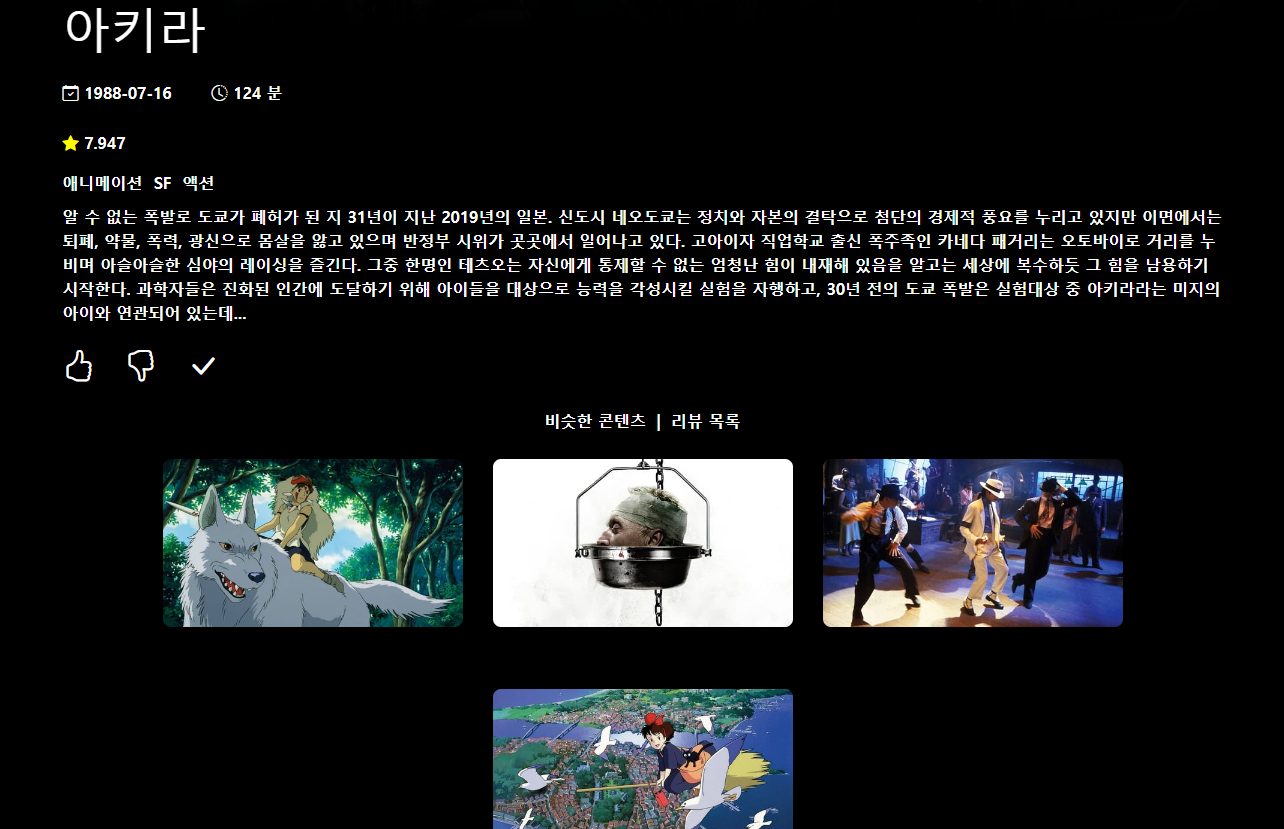 아키라
1988-07-16 124 분
7.947
애니메이션 SF 액션
알 수 없는 폭발로 도쿄가 폐허가 된 지 31년이 지난 2019년의 일본. 신도시 네오도쿄는 정치와 자본의 결탁으로 첨단의 경제적 풍요를 누리고 있지만 이면에서는
퇴폐, 약물, 폭력, 광신으로 몸살을 앓고 있으며 반정부 시위가 곳곳에서 일어나고 있다. 고아이자 직업학교 출신 폭주족인 카네다 패거리는 오토바이로 거리를 누
비며 아슬아슬한 심야의 레이싱을 즐긴다. 그중 한명인 테츠오는 자신에게 통제할 수 없는 엄청난 힘이 내재해 있음을 알고는 세상에 복수하듯 그 힘을 남용하기
시작한다. 과학자들은 진화된 인간에 도달하기 위해 아이들을 대상으로 능력을 각성시킬 실험을 자행하고, 30년 전의 도쿄 폭발은 실험대상 중 아키라라는 미지의
아이와 연관되어 있는데...
비슷한 콘텐츠 | 리뷰 목록